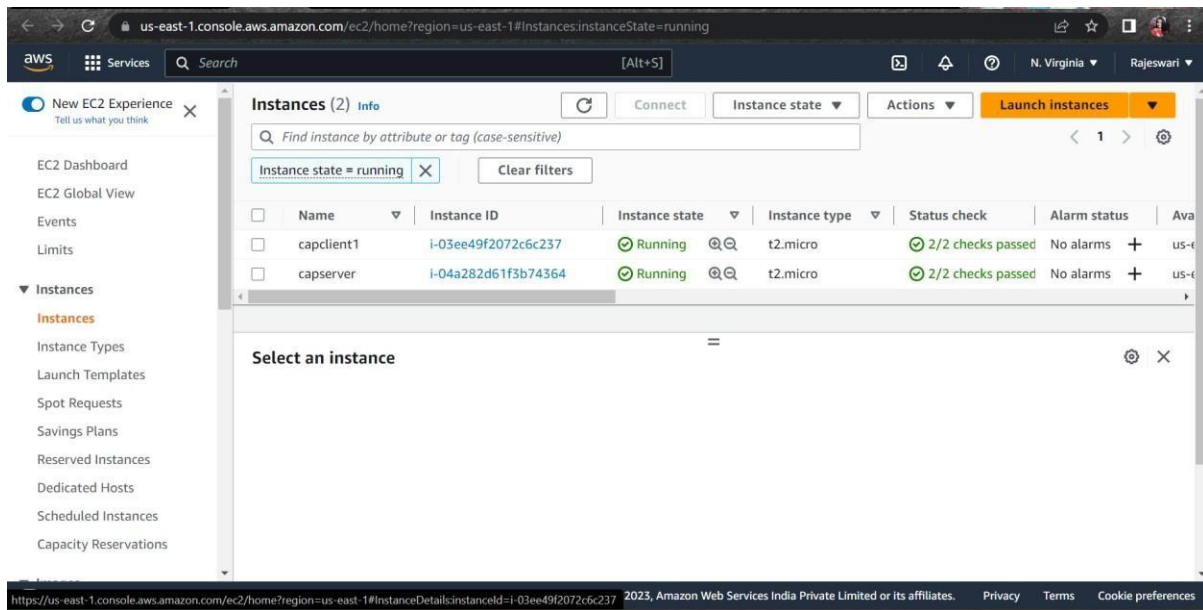 us-east-1.console.aws.amazon.com/ec2/home?region=us-east-1#Instances:instanceState=running
aws Services Search [Alt+S] N. Virginia Rajeswari
New EC2 Experience
Tell us what you think
EC2 Dashboard
EC2 Global View
Events
Limits
Instances
Instances
Instance Types
Launch Templates
Spot Requests
Savings Plans
Reserved Instances
Dedicated Hosts
Scheduled Instances
Capacity Reservations
Instances (2) Info Connect Instance state Actions Launch instances
Find instance by attribute or tag (case-sensitive) 1
Instance state = running Clear filters
Name Instance ID Instance state Instance type Status check Alarm status Ava
capclient1 i-03ee49f2072c6c237 Running t2.micro 2/2 checks passed No alarms us-e
capserver i-04a282d61f3b74364 Running t2.micro 2/2 checks passed No alarms us-e
Select an instance
https://us-east-1.console.aws.amazon.com/ec2/home?region=us-east-1#InstanceDetails:instanceId=i-03ee49f2072c6c237 2023, Amazon Web Services India Private Limited or its affiliates. Privacy Terms Cookie preferences